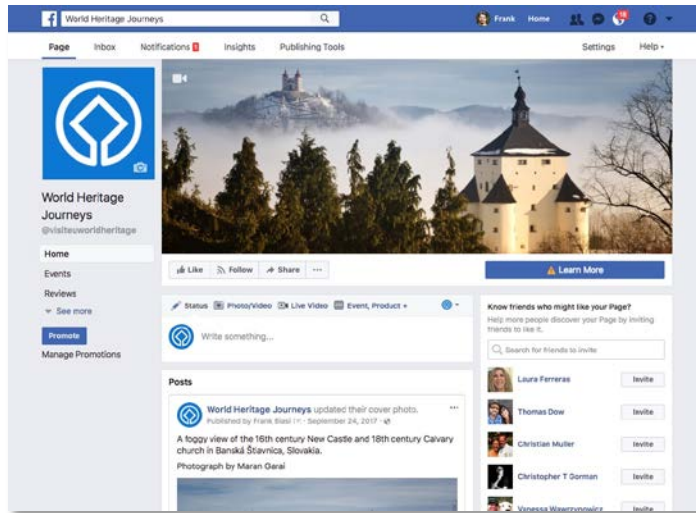 World Heritage Journeys
Frank Home
18
Page Inbox Notifications Insights Publishing Tools Settings Help
World Heritage
Journeys
@visiteuworldheritage
Home
Events
Reviews
See more
Promote
Manage Promotions
Like Follow Share ...
Learn More
Status Photo/Video Live Video Event, Product +
Write something...
Posts
World Heritage Journeys updated their cover photo.
Published by Frank Biasi · September 24, 2017 ·
A foggy view of the 16th century New Castle and 18th century Calvary
church in Banská Štiavnica, Slovakia.
Photograph by Maran Garai
Know friends who might like your Page?
Help more people discover your Page by inviting
friends to like it.
Search for friends to invite
Laura Ferreras Invite
Thomas Dow Invite
Christian Muller Invite
Christopher T Gorman Invite
Vanessa Wawrzynowicz Invite